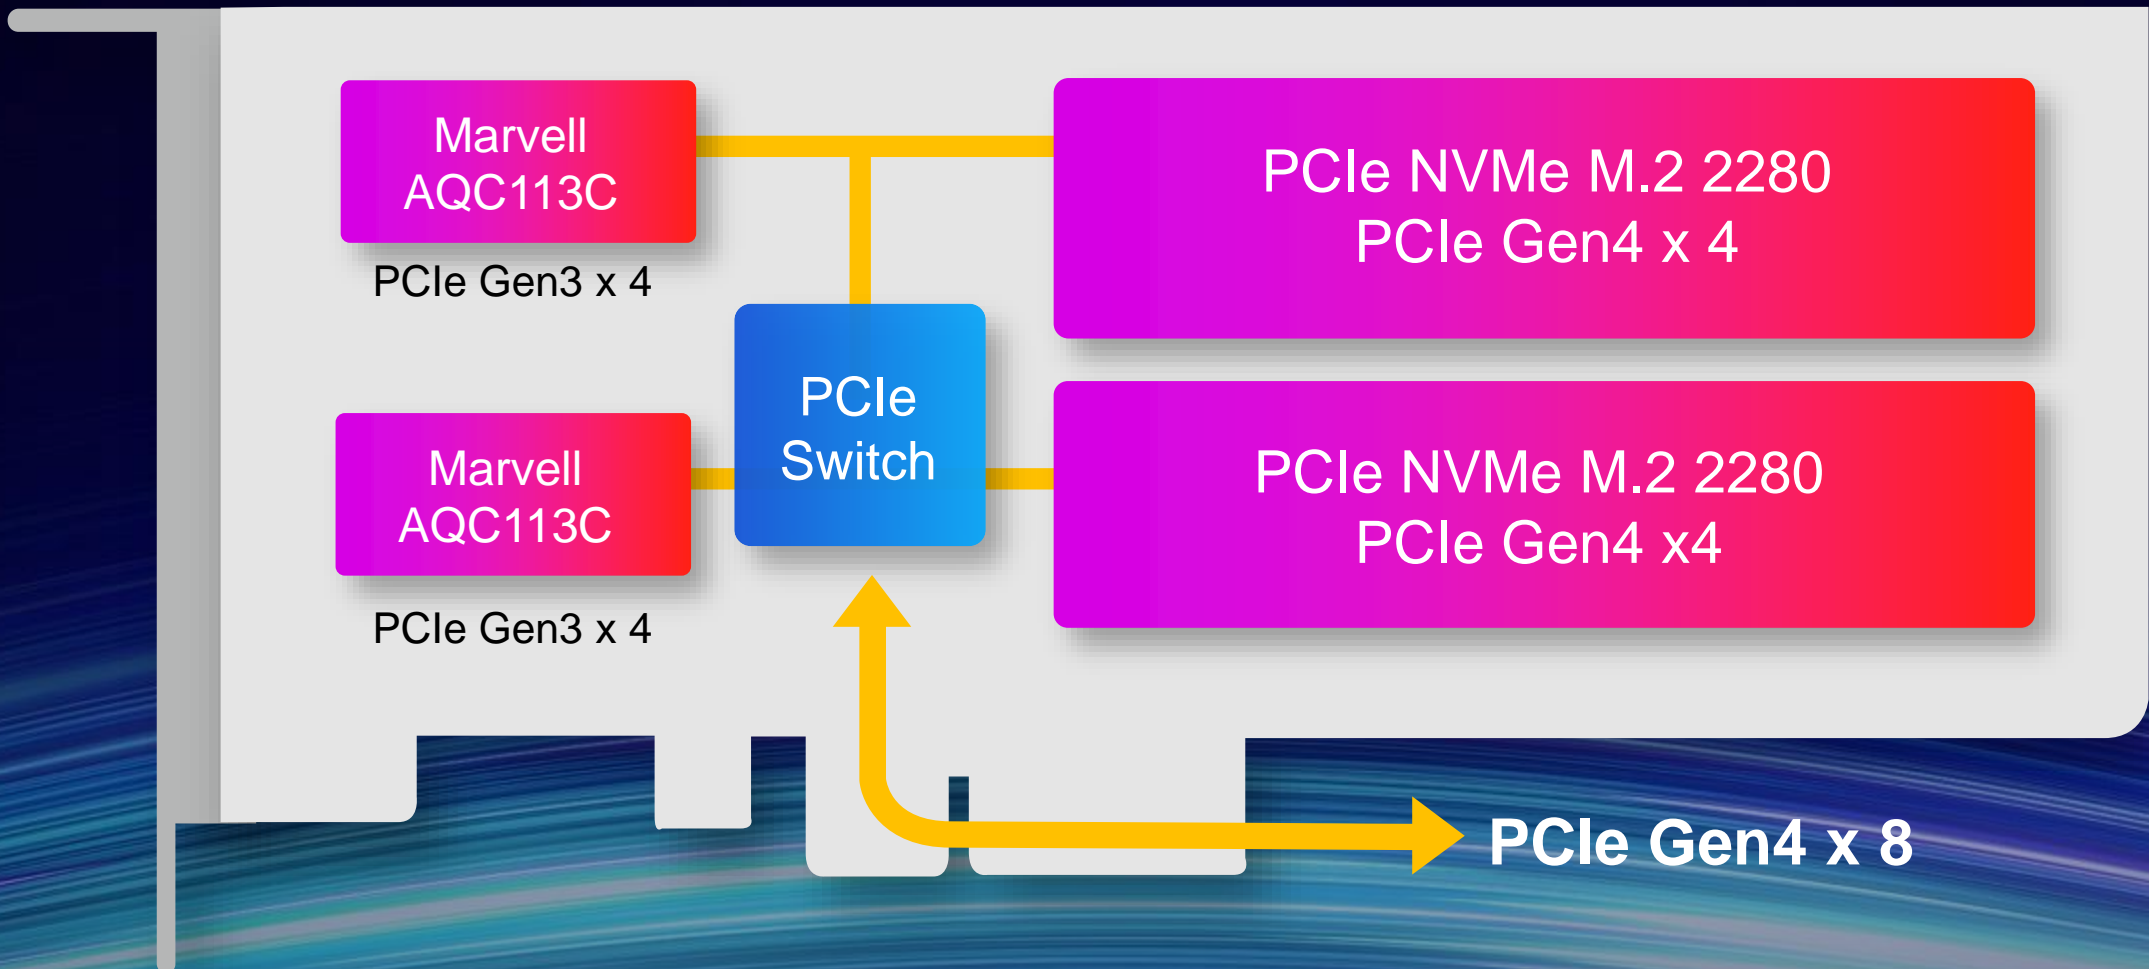 Marvell
AQC113C
PCIe Gen3 x 4
PCIe NVMe M.2 2280
PCIe Gen4 x 4
PCIe
Switch
Marvell
AQC113C
PCIe Gen3 x 4
PCIe NVMe M.2 2280
PCIe Gen4 x4
PCIe Gen4 x 8